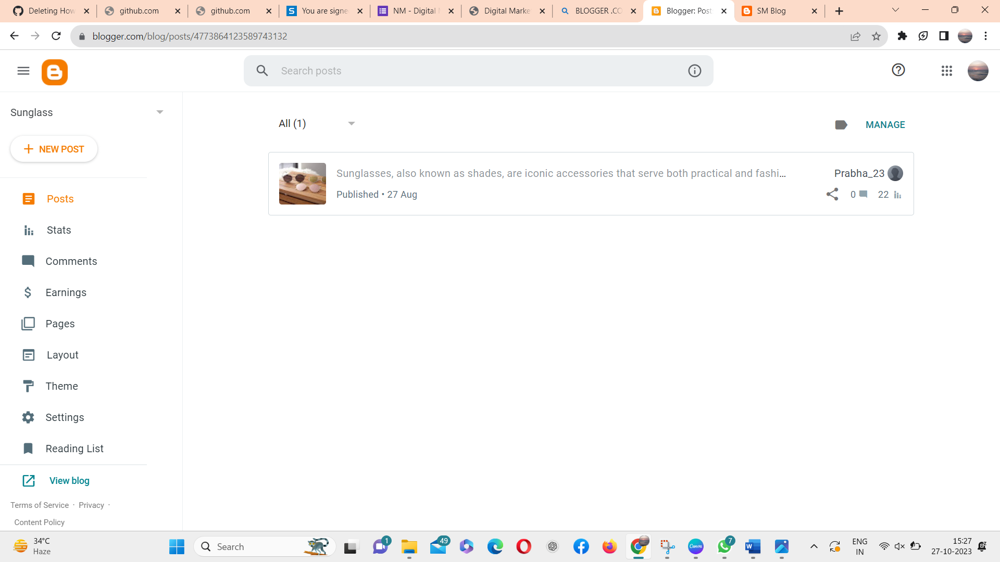 Deleting How
github.com
github.com
You are signe
NM - Digital
Digital Marke
BLOGGER .CO
Blogger: Post
SM Blog
blogger.com/blog/posts/4773864123589743132
Search posts
Sunglass
All (1)
MANAGE
NEW POST
Sunglasses, also known as shades, are iconic accessories that serve both practical and fashi...
Prabha_23
Published • 27 Aug
0
22
Posts
Stats
Comments
Earnings
Pages
Layout
Theme
Settings
Reading List
View blog
Terms of Service · Privacy ·
Content Policy
34°C
Haze
Search
1
49
Canva
7
W
ENG
IN
15:27
27-10-2023